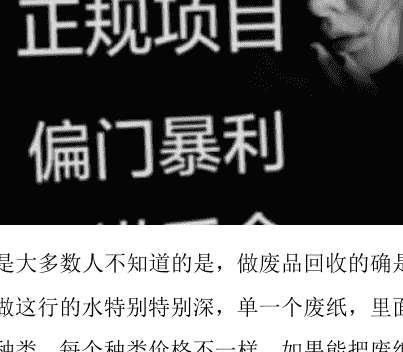 正规项目
偏门暴利
是大多数人不知道的是，做废品回收的确是
做这行的水特别特别深，单一个废纸，里面
种类，每个种类价格不一样，如果能把废纸